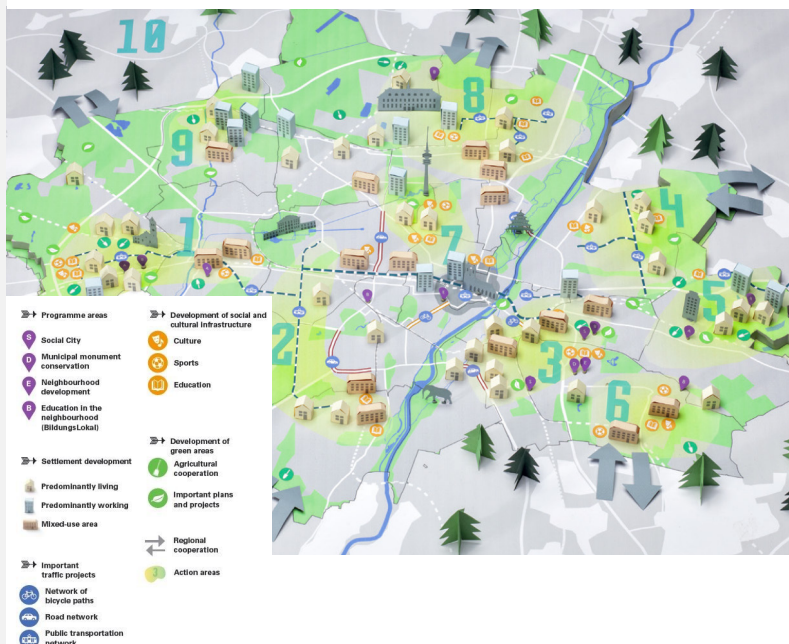 10
8
9
4
1
7
5
2
3
6
Programme areas
S Social City
D Municipal monument
conservation
E Neighbourhood
development
B Education in the
neighbourhood
(BildungsLokal)
Settlement development
Predominantly living
Predominantly working
Mixed-use area
Important
traffic projects
Network of
bicycle paths
Road network
Public transportation
network
Development of social and
cultural infrastructure
Culture
Sports
Education
Development of
green areas
Agricultural
cooperation
Important plans
and projects
Regional
cooperation
Action areas